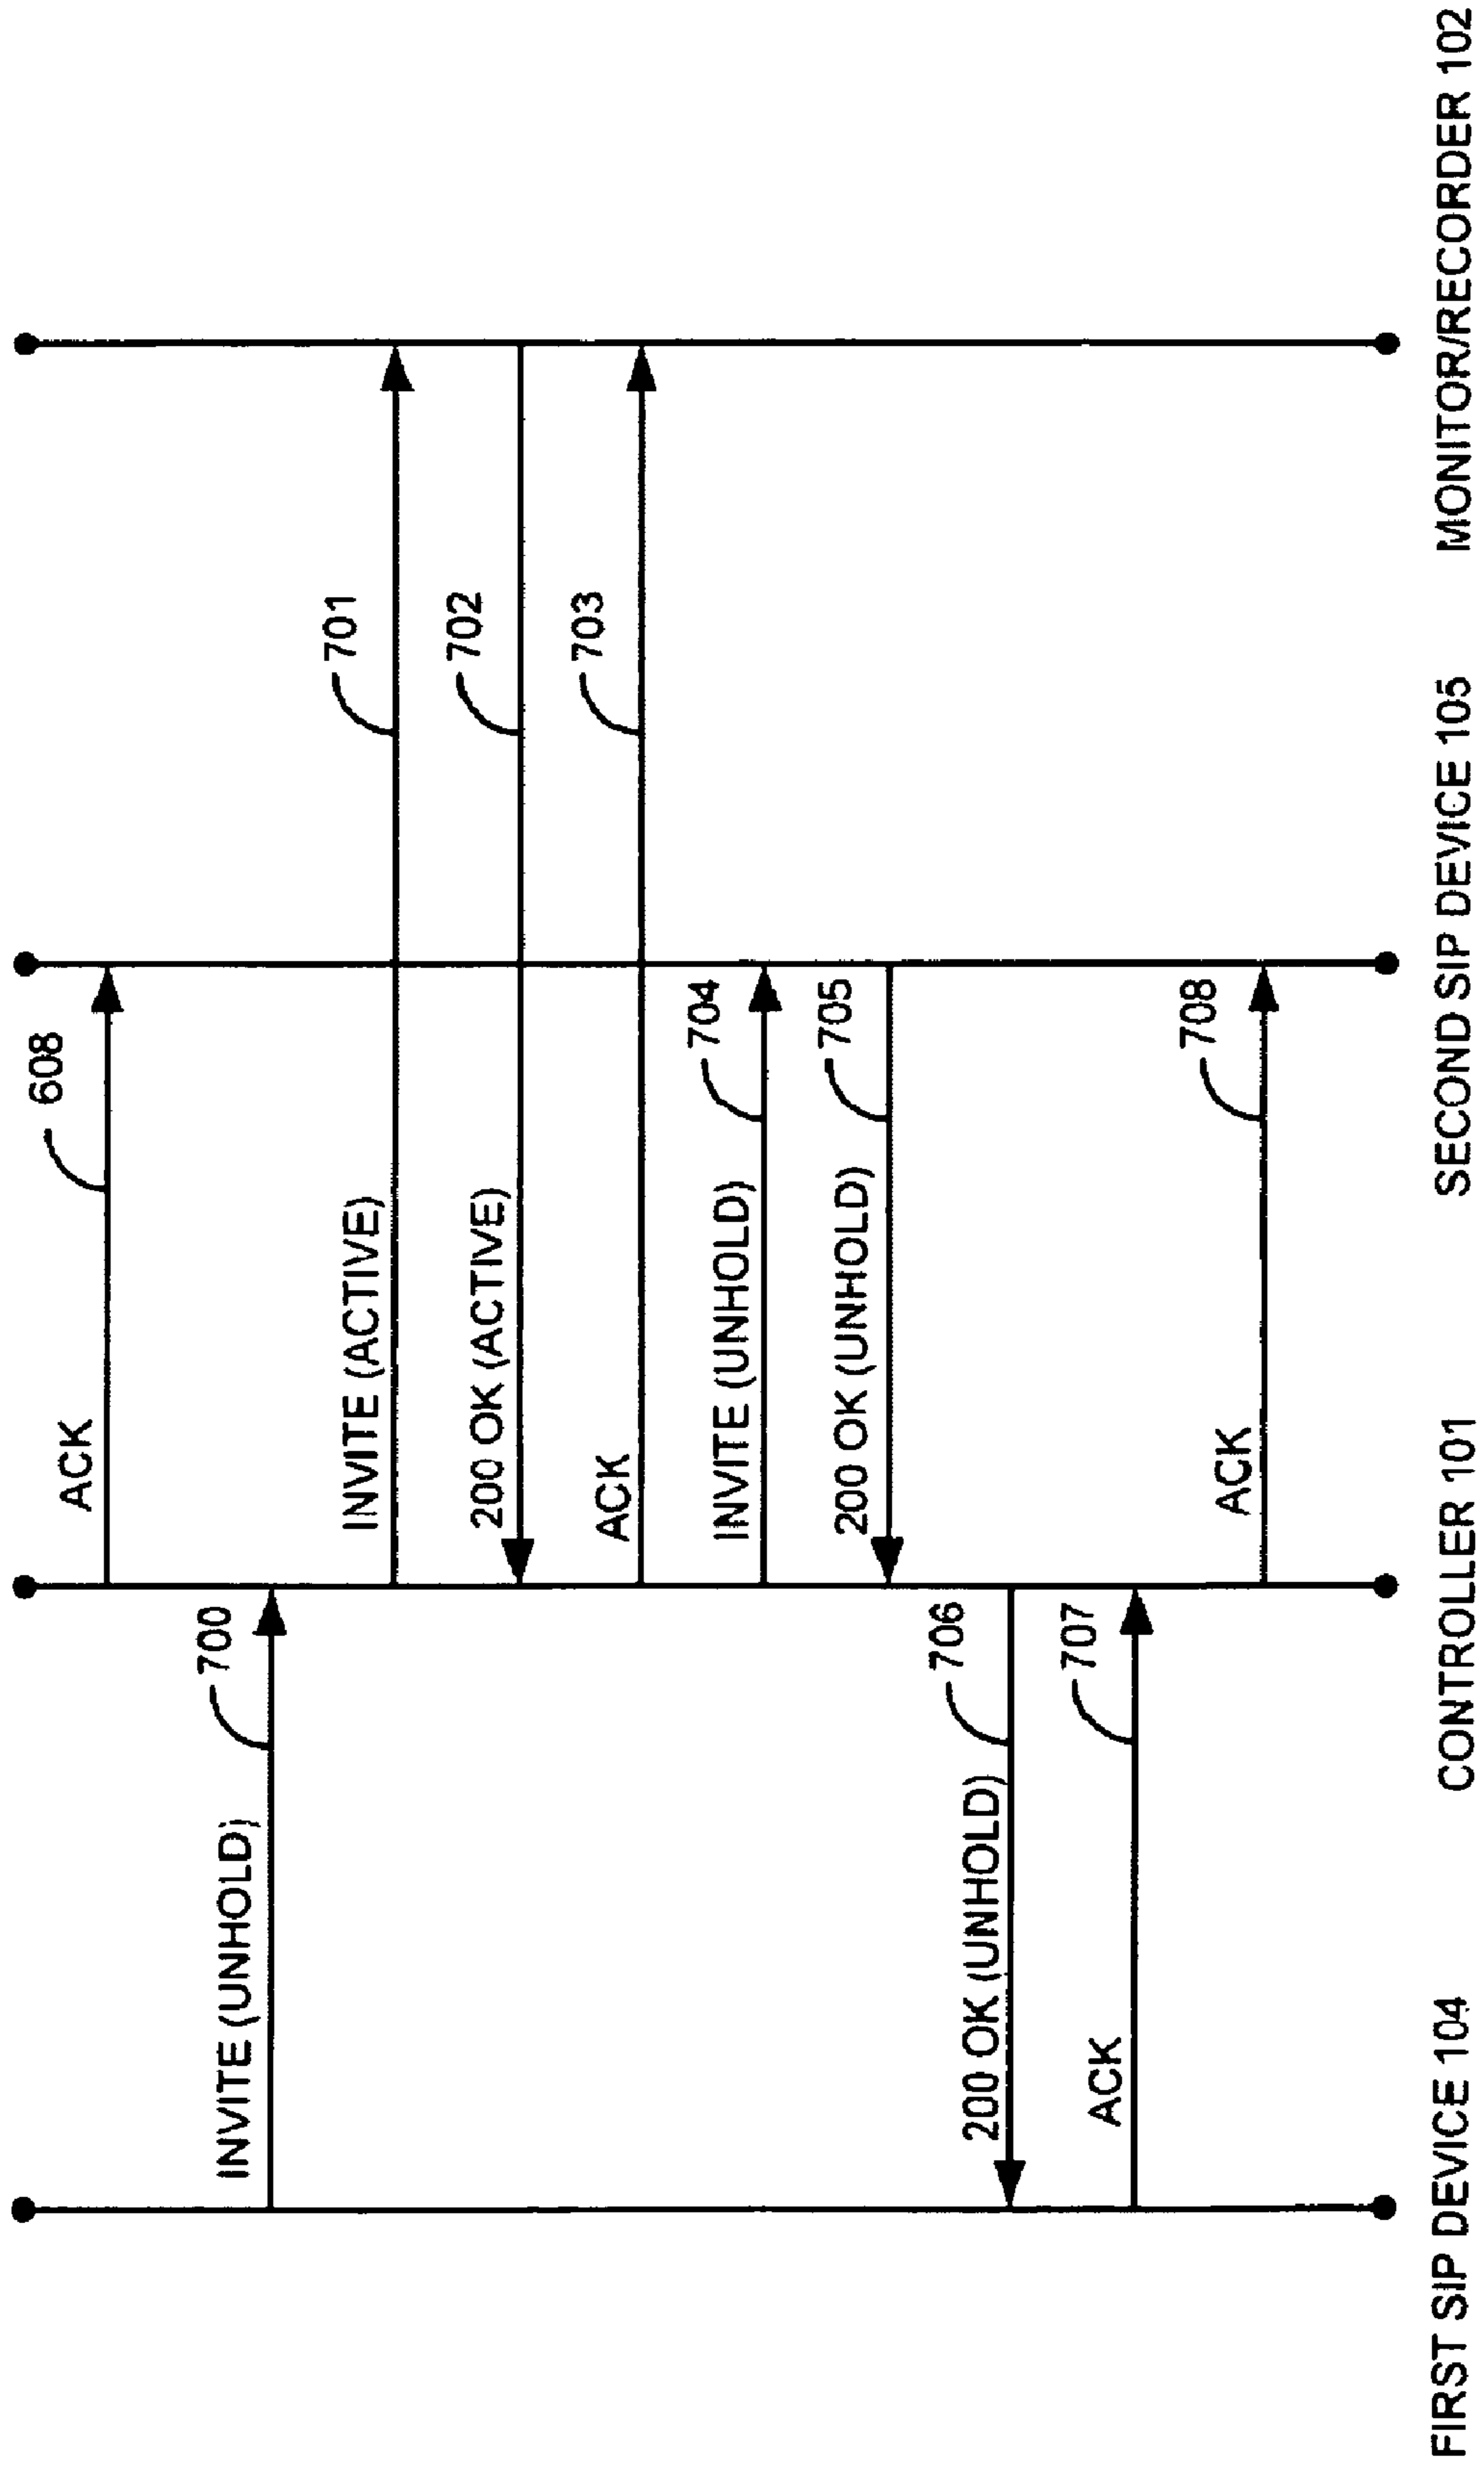 ACK
608
INVITE (UNHOLD)
700
INVITE (ACTIVE)
701
200 OK (ACTIVE)
702
ACK
703
INVITE (UNHOLD)
704
200 OK (UNHOLD)
705
200 OK (UNHOLD)
706
ACK
707
ACK
708
FIRST SIP DEVICE 104
CONTROLLER 101
SECOND SIP DEVICE 105
MONITOR/RECORDER 102